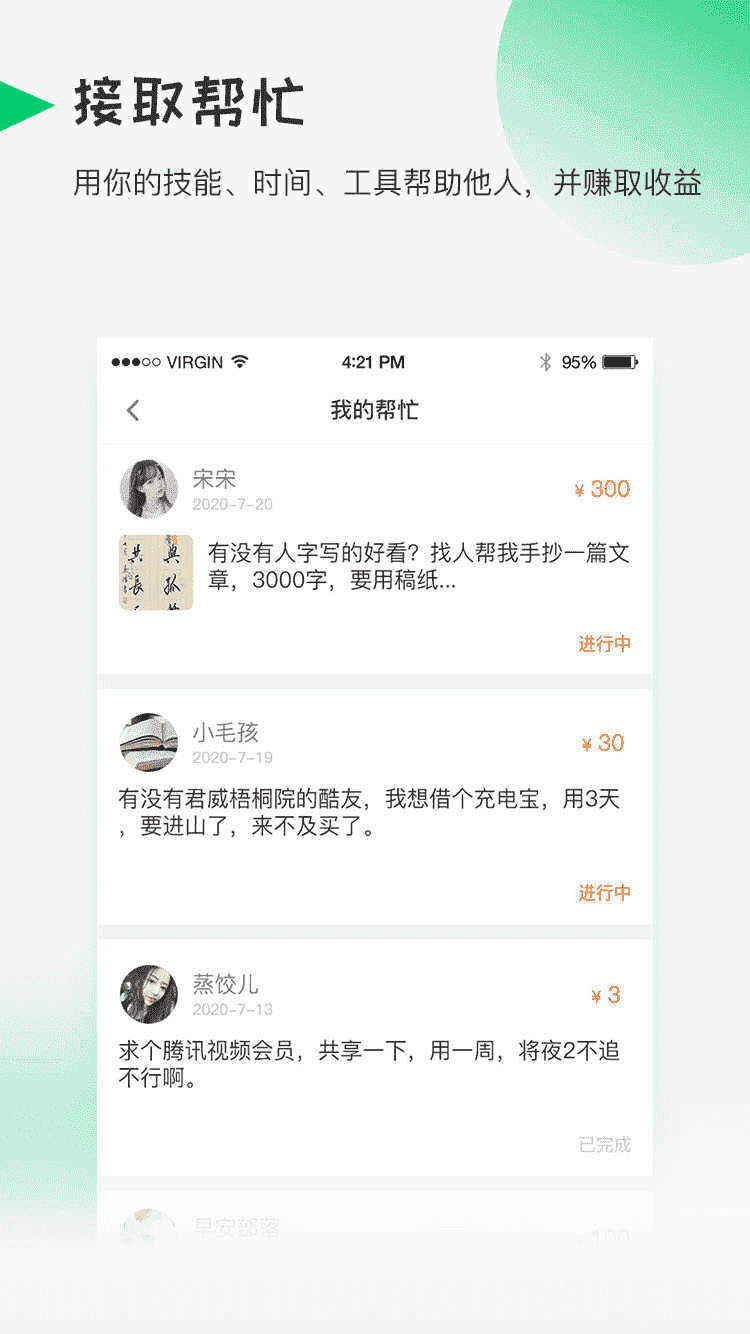 接取帮忙
用你的技能、时间、工具帮助他人，并赚取收益
VIRGIN 4:21 PM 95%
我的帮忙
宋宋
2020-7-20
¥ 300
有没有人字写的好看？找人帮我手抄一篇文
章，3000字，要用稿纸...
进行中
小毛孩
2020-7-19
¥ 30
有没有君威梧桐院的酷友，我想借个充电宝，用3天
，要进山了，来不及买了。
进行中
蒸饺儿
2020-7-13
¥ 3
求个腾讯视频会员，共享一下，用一周，将夜2不追
不行啊。
已完成
早安部落
¥ 100